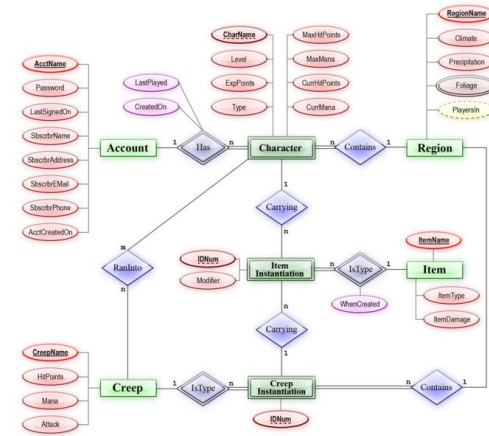 AcctName
Password
LastSignedOn
SbscrbrName
SbscrbrAddress
SbscrbrEMail
SbscrbrPhone
AcctCreatedOn
LastPlayed
CreatedOn
CharName
Level
ExpPoints
Type
MaxHitPoints
MaxMana
CurrHitPoints
CurrMana
RegionName
Climate
Precipitation
Foliage
PlayersIn
Account
1
Has
n
Character
n
Contains
1
Region
1
Carrying
n
m
RanInto
n
IDNum
Modifier
Item
Instantiation
n
IsType
1
WhenCreated
ItemName
Item
ItemType
ItemDamage
n
Carrying
1
CreepName
HitPoints
Mana
Attack
Creep
1
IsType
n
Creep
Instantiation
n
Contains
1
IDNum